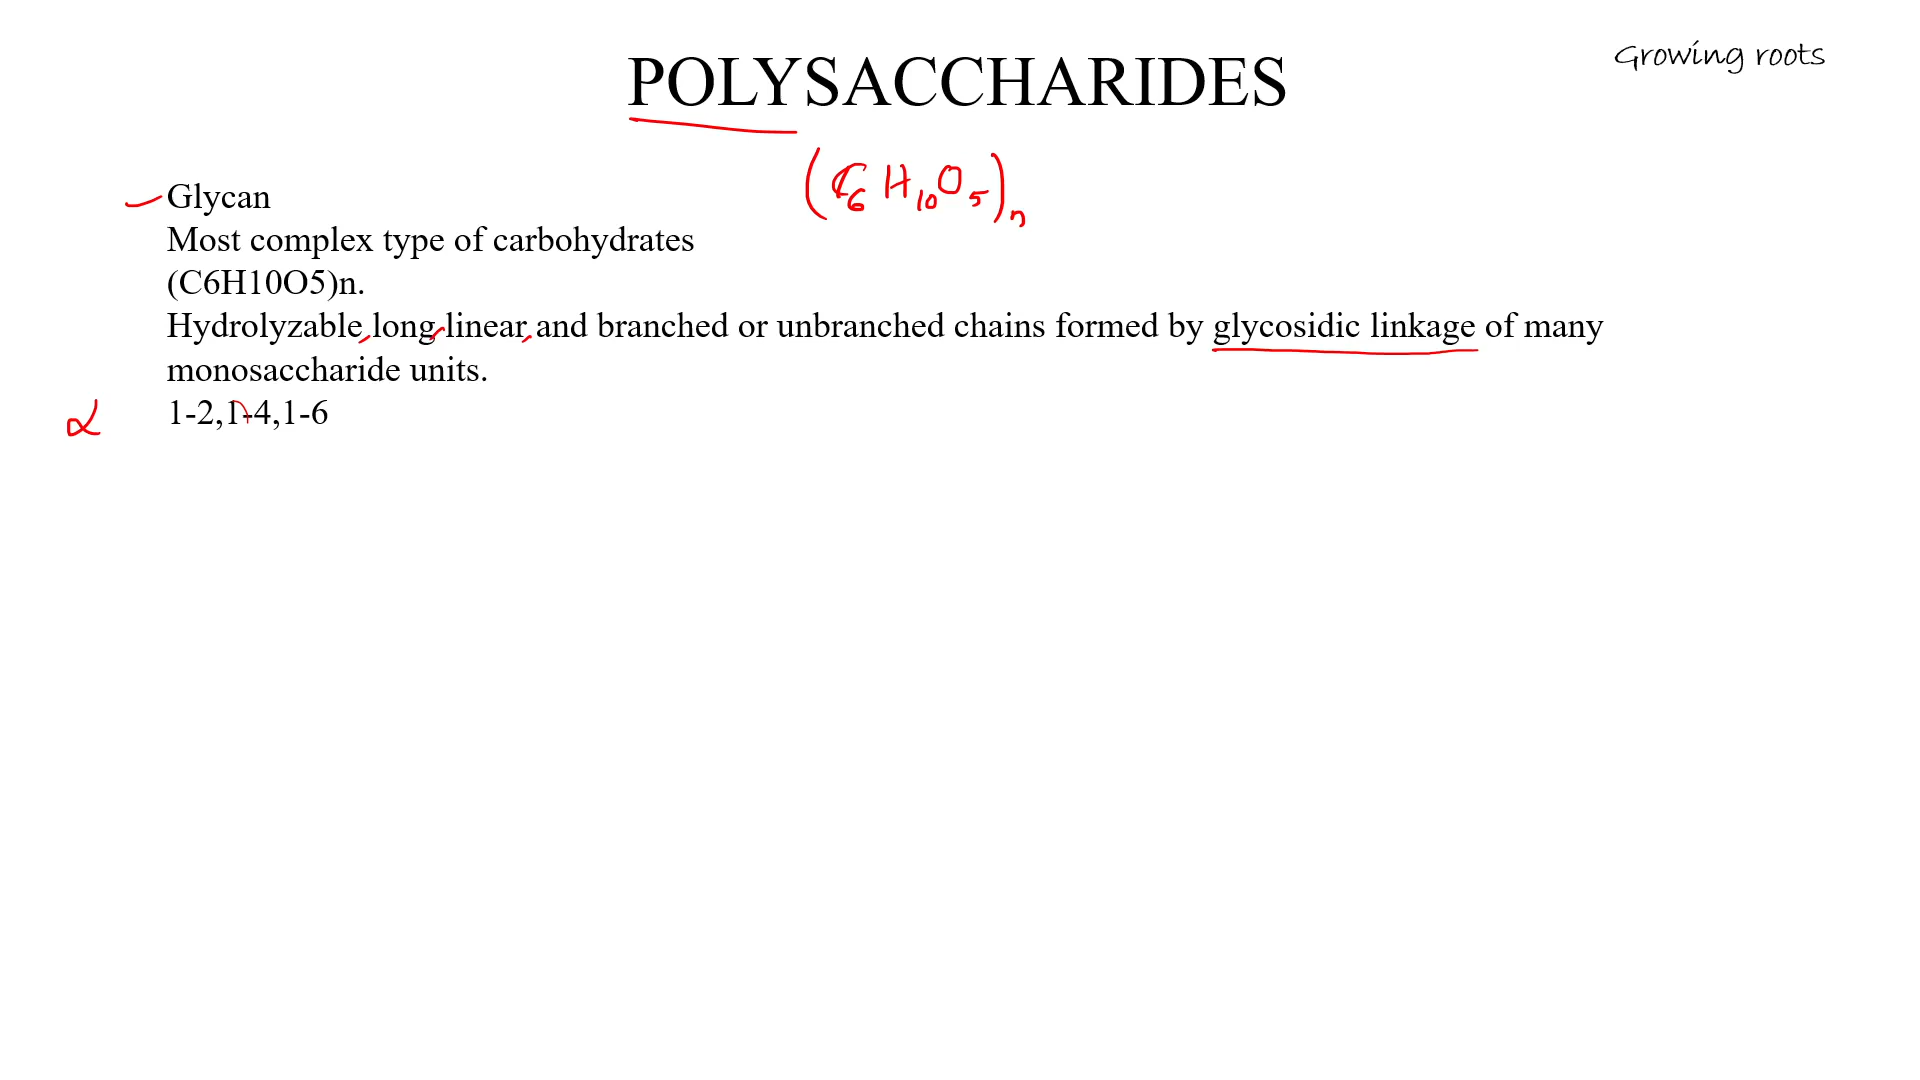 POLYSACCHARIDES
Growing roots
(C6H10O5)n
Glycan
Most complex type of carbohydrates
(C6H10O5)n.
Hydrolyzable, long, linear, and branched or unbranched chains formed by glycosidic linkage of many
monosaccharide units.
α 1-2,1-4,1-6